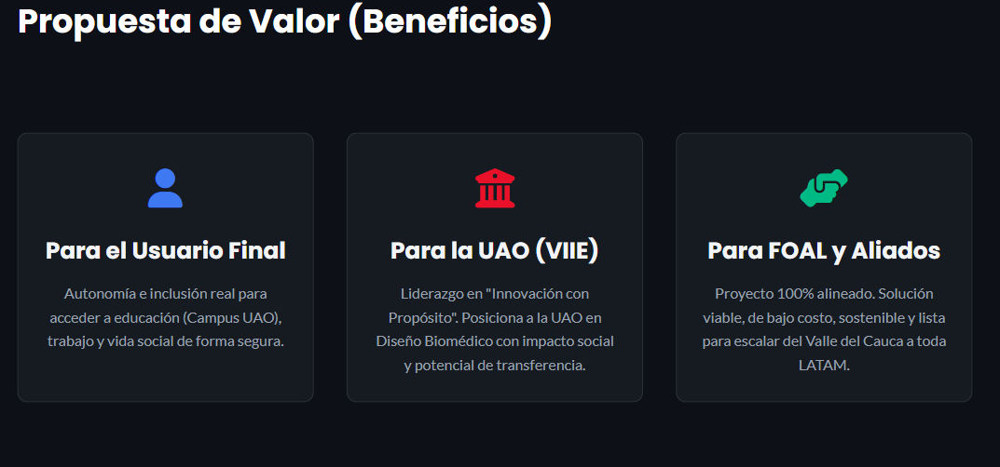 Propuesta de Valor (Beneficios)
Para el Usuario Final
Autonomía e inclusión real para
acceder a educación (Campus UAO),
trabajo y vida social de forma segura.
Para la UAO (VIIE)
Liderazgo en "Innovación con
Propósito". Posiciona a la UAO en
Diseño Biomédico con impacto social
y potencial de transferencia.
Para FOAL y Aliados
Proyecto 100% alineado. Solución
viable, de bajo costo, sostenible y lista
para escalar del Valle del Cauca a toda
LATAM.